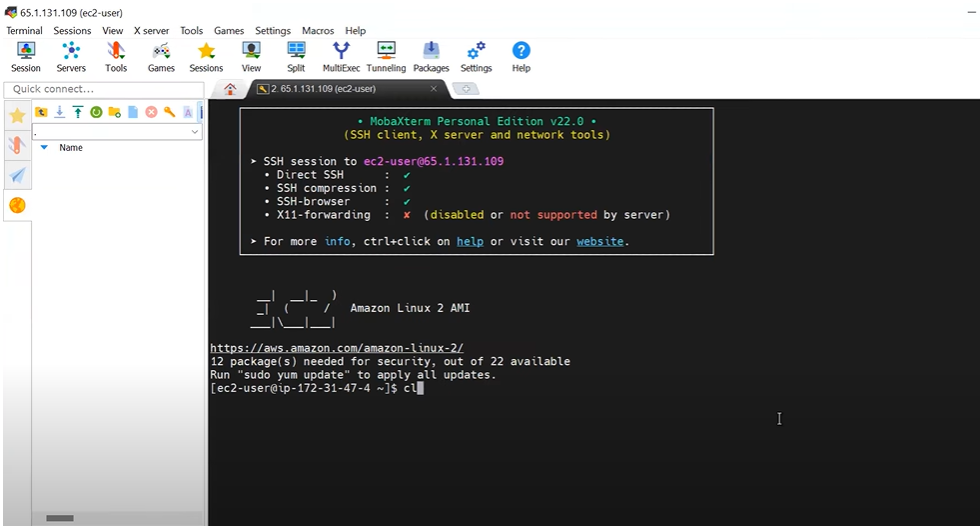 65.1.131.109 (ec2-user)
Terminal Sessions View X server Tools Games Settings Macros Help
Session Servers Tools Games Sessions View Split MultiExec Tunneling Packages Settings Help
Quick connect...
2. 65.1.131.109 (ec2-user)
.
Name
• MobaXterm Personal Edition v22.0 •
(SSH client, X server and network tools)
➤ SSH session to ec2-user@65.1.131.109
• Direct SSH : ✔
• SSH compression : ✔
• SSH-browser : ✔
• X11-forwarding : ✘ (disabled or not supported by server)
➤ For more info, ctrl+click on help or visit our website.
__| __|_ )
_| ( / Amazon Linux 2 AMI
___|\___|___|
https://aws.amazon.com/amazon-linux-2/
12 package(s) needed for security, out of 22 available
Run "sudo yum update" to apply all updates.
[ec2-user@ip-172-31-47-4 ~]$ cl